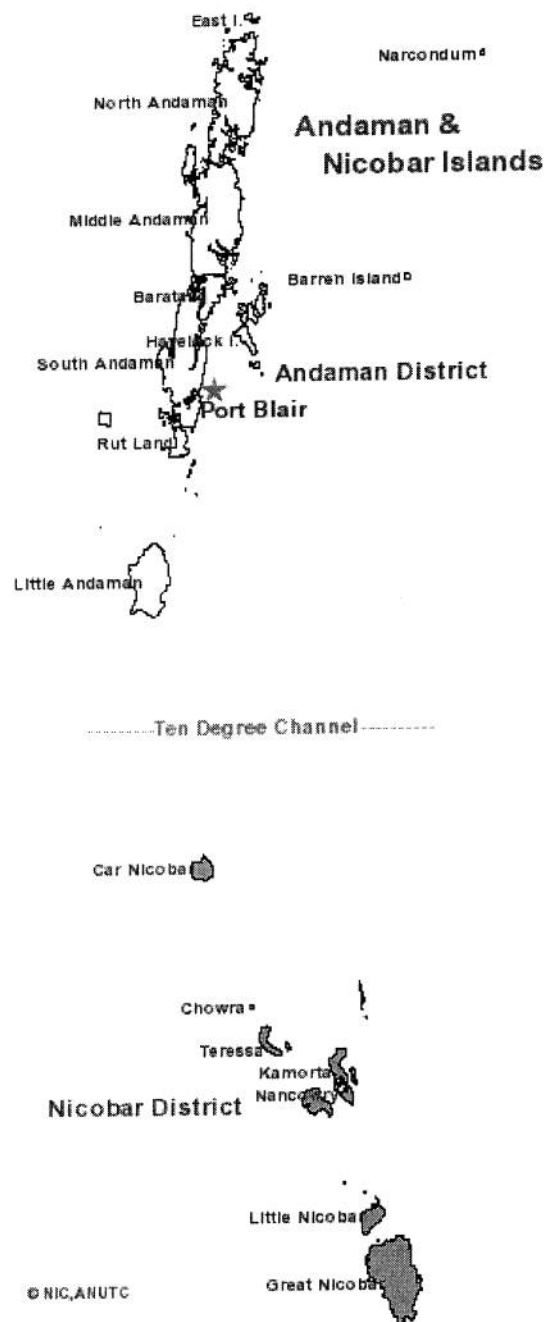 East I.
Narcondum
North Andaman
Andaman &
Nicobar Islands
Middle Andaman
Barren Island
Baratang
Havelock I.
South Andaman
Andaman District
Port Blair
Rut Land
Little Andaman
Ten Degree Channel
Car Nicobar
Chowra
Teressa
Kamorta
Nancowry
Nicobar District
Little Nicobar
Great Nicobar
© NIC,ANUTC